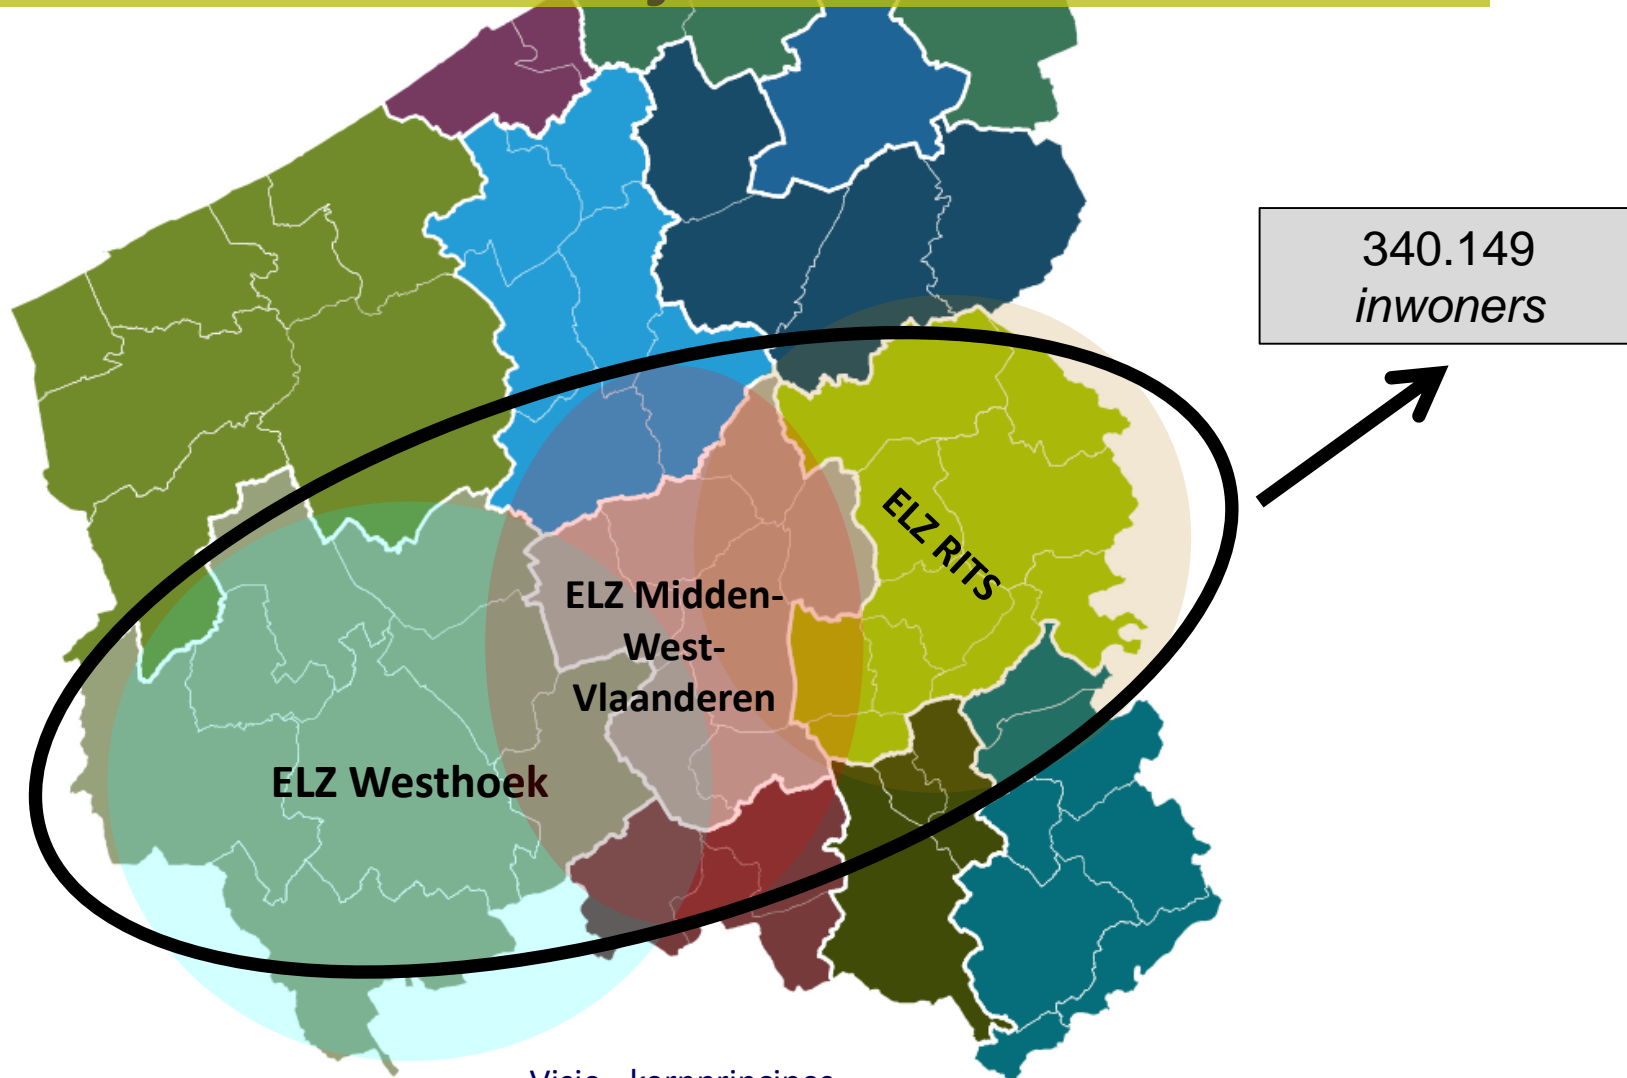 340.149
inwoners
ELZ RITS
ELZ Midden-
West-
Vlaanderen
ELZ Westhoek